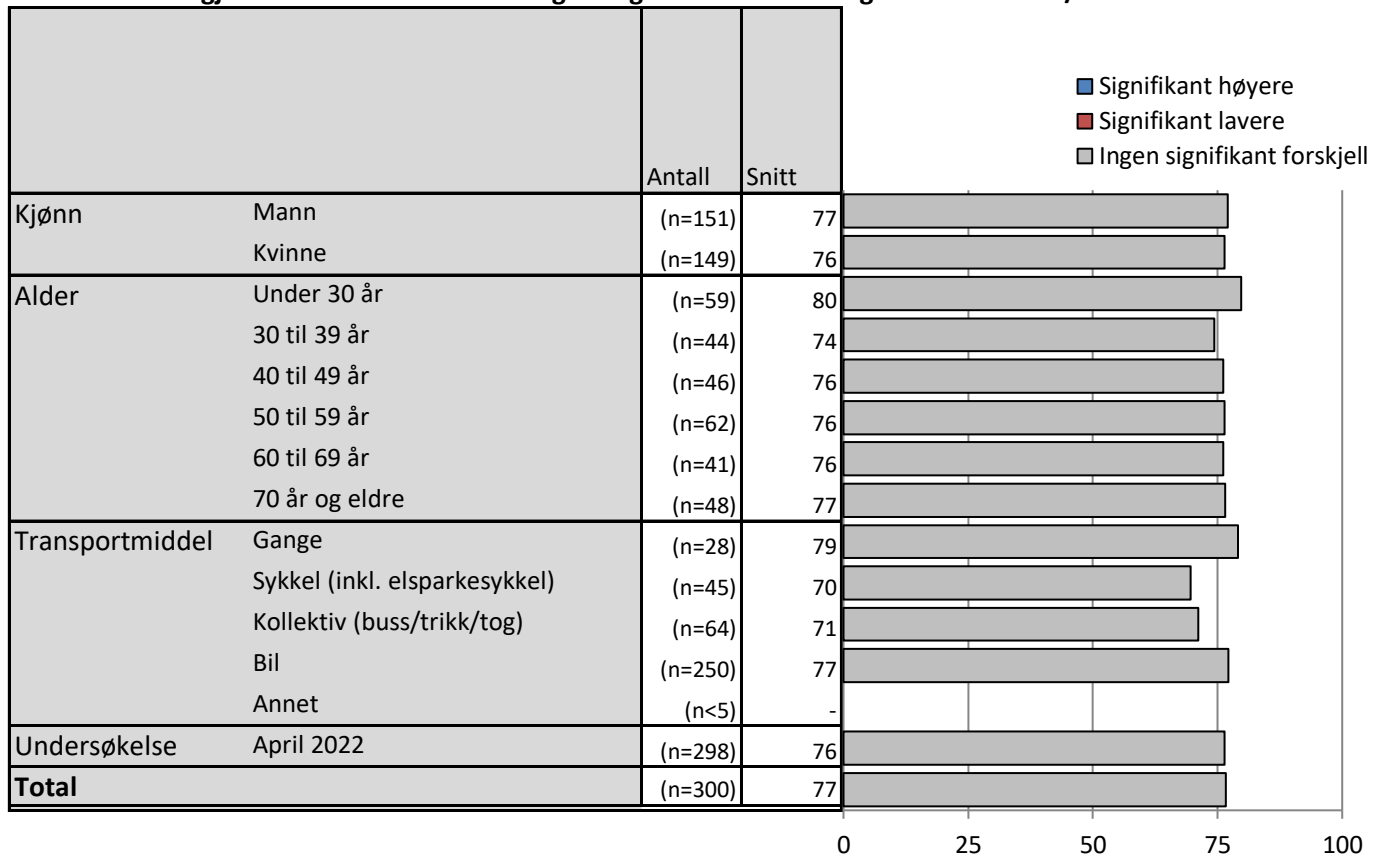 Signifikant høyere
Signifikant lavere
Ingen signifikant forskjell
Antall Snitt
Kjønn Mann (n=151) 77
Kvinne (n=149) 76
Alder Under 30 år (n=59) 80
30 til 39 år (n=44) 74
40 til 49 år (n=46) 76
50 til 59 år (n=62) 76
60 til 69 år (n=41) 76
70 år og eldre (n=48) 77
Transportmiddel Gange (n=28) 79
Sykkel (inkl. elsparkesykkel) (n=45) 70
Kollektiv (buss/trikk/tog) (n=64) 71
Bil (n=250) 77
Annet (n<5) -
Undersøkelse April 2022 (n=298) 76
Total (n=300) 77
0 25 50 75 100